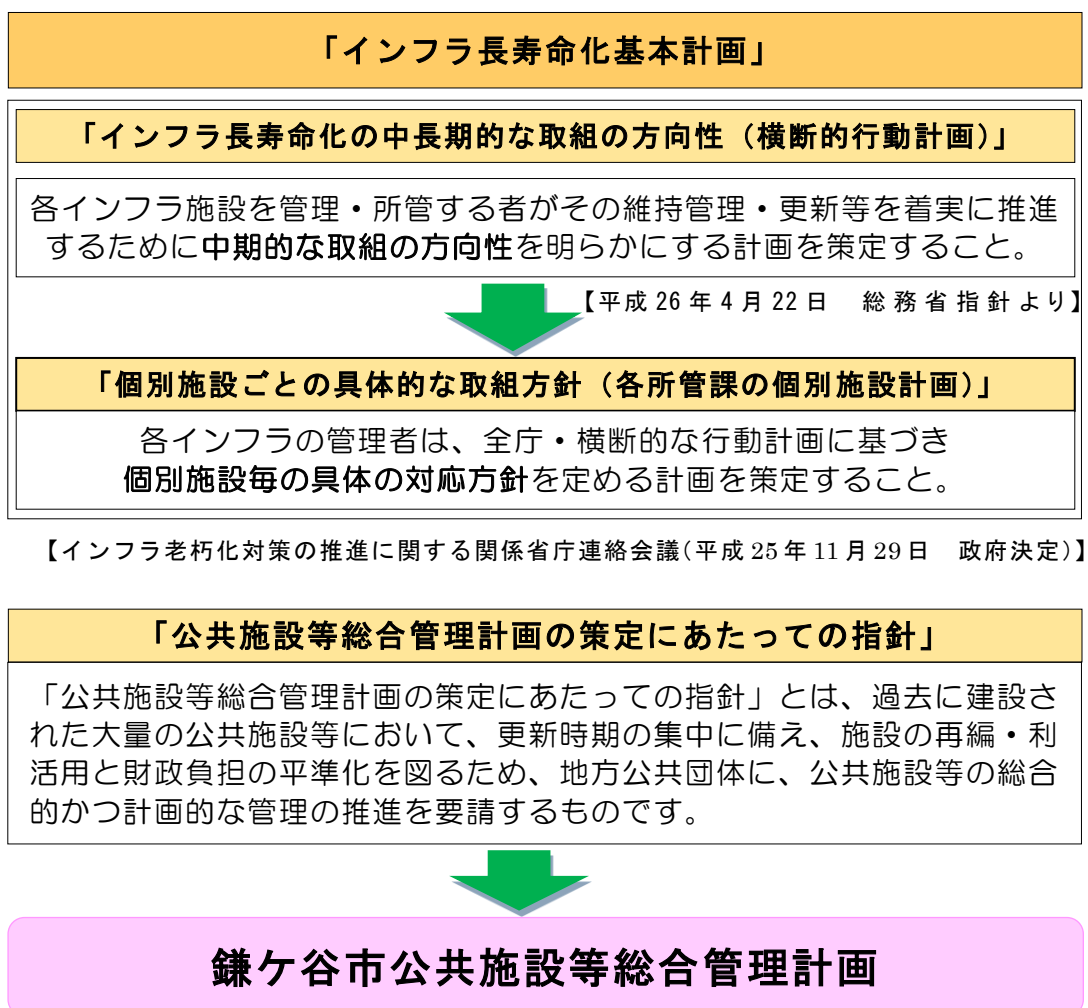 「インフラ長寿命化基本計画」
「インフラ長寿命化の中長期的な取組の方向性（横断的行動計画）」
各インフラ施設を管理・所管する者がその維持管理・更新等を着実に推進
するために中期的な取組の方向性を明らかにする計画を策定すること。
【平成 26 年 4 月 22 日　総務省指針より】
「個別施設ごとの具体的な取組方針（各所管課の個別施設計画）」
各インフラの管理者は、全庁・横断的な行動計画に基づき
個別施設毎の具体の対応方針を定める計画を策定すること。
【インフラ老朽化対策の推進に関する関係省庁連絡会議(平成 25 年 11 月 29 日　政府決定)】
「公共施設等総合管理計画の策定にあたっての指針」
「公共施設等総合管理計画の策定にあたっての指針」とは、過去に建設さ
れた大量の公共施設等において、更新時期の集中に備え、施設の再編・利
活用と財政負担の平準化を図るため、地方公共団体に、公共施設等の総合
的かつ計画的な管理の推進を要請するものです。
鎌ケ谷市公共施設等総合管理計画